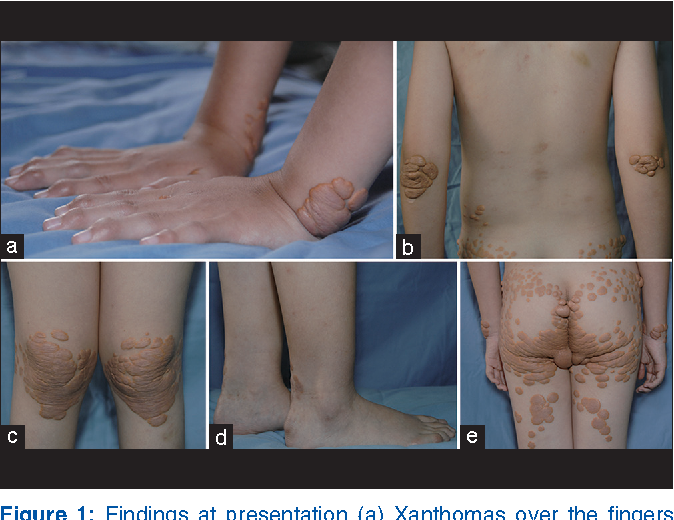 a
b
c
d
e
Figure 1: Findings at presentation (a) Xanthomas over the fingers